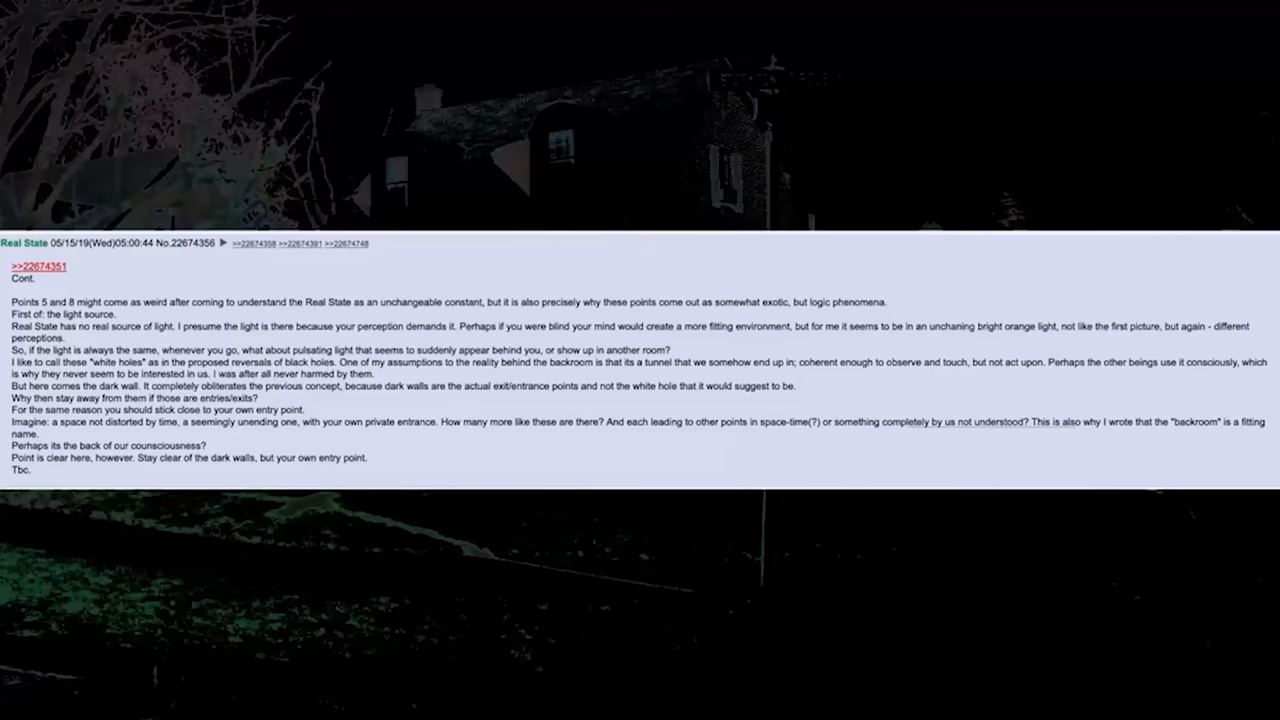 Real State 05/15/19(Wed)05:00:44 No.22674356 ▶ >>22674358 >>22674391 >>22674748
>>22674351
Cont.
Points 5 and 8 might come as weird after coming to understand the Real State as an unchangeable constant, but it is also precisely why these points come out as somewhat exotic, but logic phenomena.
First of: the light source.
Real State has no real source of light. I presume the light is there because your perception demands it. Perhaps if you were blind your mind would create a more fitting environment, but for me it seems to be in an unchaning bright orange light, not like the first picture, but again - different
perceptions.
So, if the light is always the same, whenever you go, what about pulsating light that seems to suddenly appear behind you, or show up in another room?
I like to call these "white holes" as in the proposed reversals of black holes. One of my assumptions to the reality behind the backroom is that its a tunnel that we somehow end up in; coherent enough to observe and touch, but not act upon. Perhaps the other beings use it consciously, which
is why they never seem to be interested in us. I was after all never harmed by them.
But here comes the dark wall. It completely obliterates the previous concept, because dark walls are the actual exit/entrance points and not the white hole that it would suggest to be.
Why then stay away from them if those are entries/exits?
For the same reason you should stick close to your own entry point.
Imagine: a space not distorted by time, a seemingly unending one, with your own private entrance. How many more like these are there? And each leading to other points in space-time(?) or something completely by us not understood? This is also why I wrote that the "backroom" is a fitting
name.
Perhaps its the back of our counsciousness?
Point is clear here, however. Stay clear of the dark walls, but your own entry point.
Tbc.